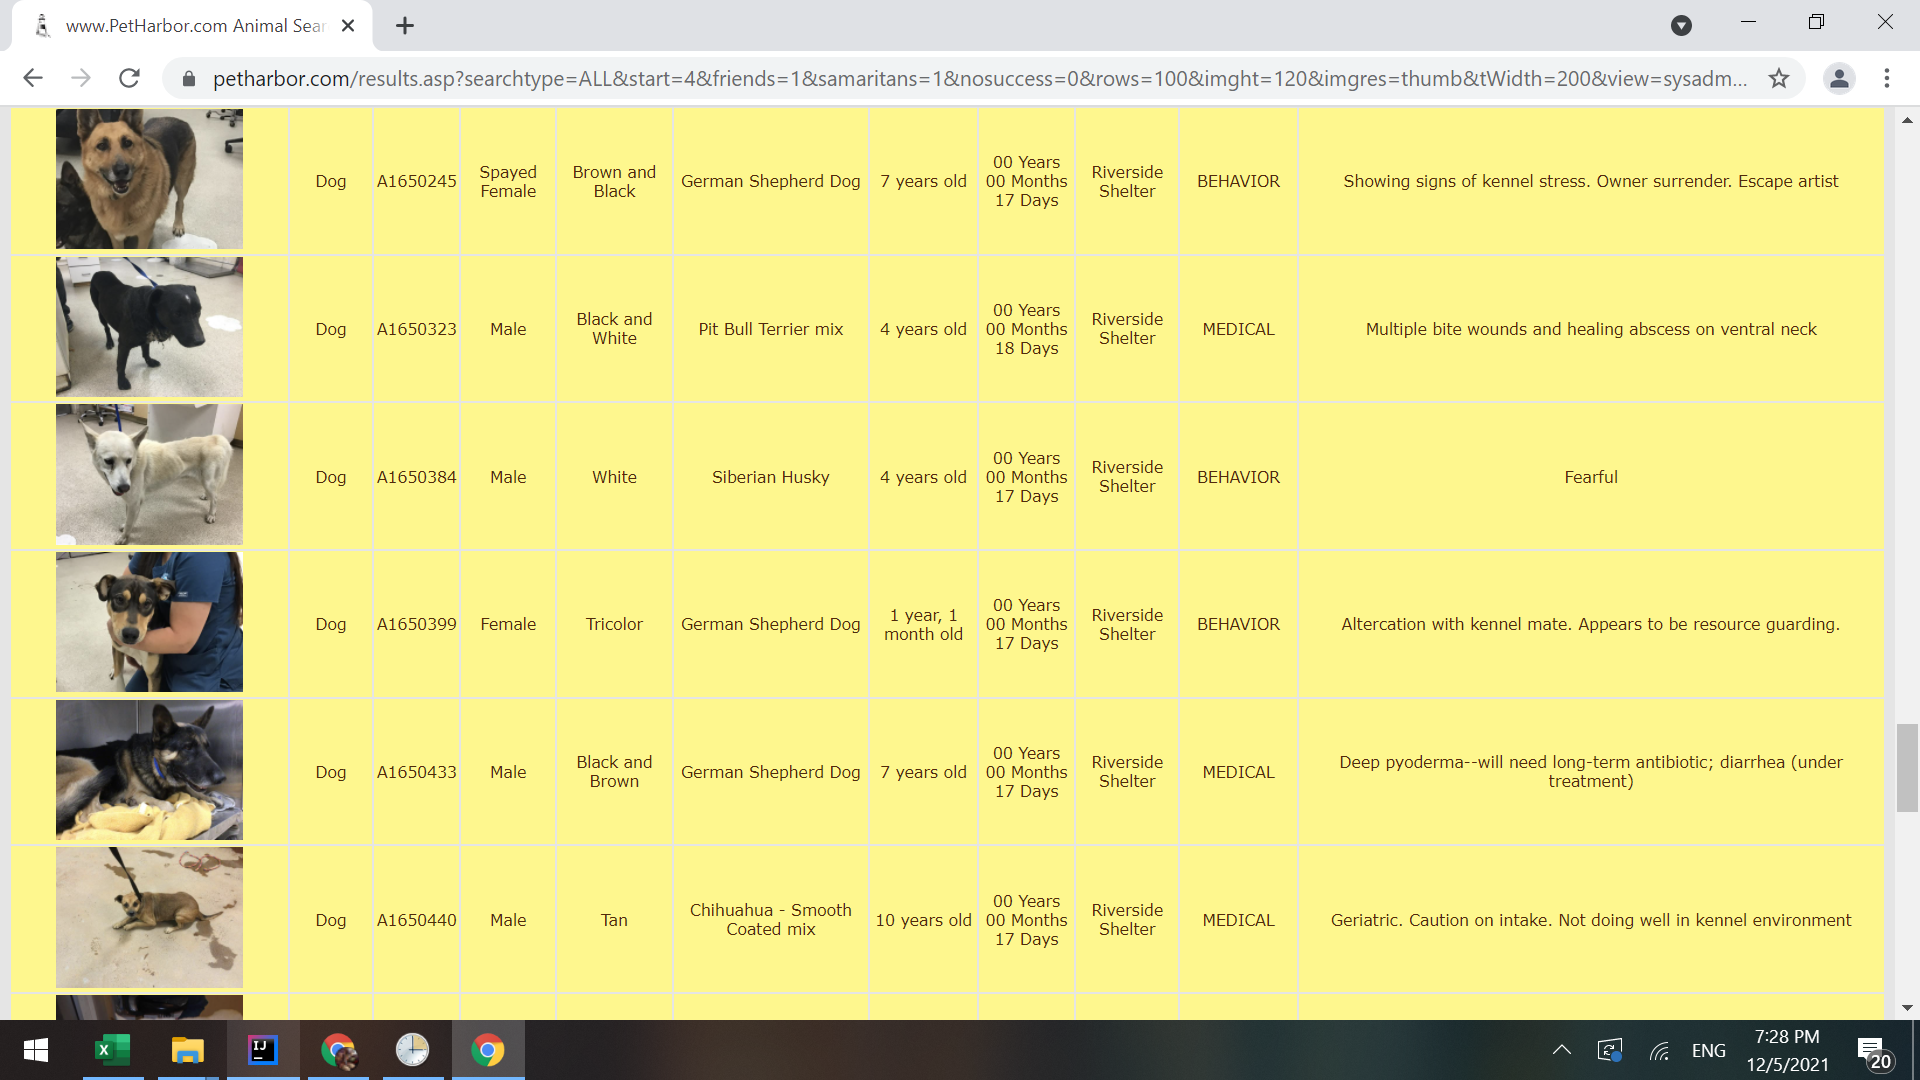 www.PetHarbor.com Animal Sear
petharbor.com/results.asp?searchtype=ALL&start=4&friends=1&samaritans=1&nosuccess=0&rows=100&imght=120&imgres=thumb&tWidth=200&view=sysadm...
Dog A1650245 Spayed Female Brown and Black German Shepherd Dog 7 years old 00 Years 00 Months 17 Days Riverside Shelter BEHAVIOR Showing signs of kennel stress. Owner surrender. Escape artist
Dog A1650323 Male Black and White Pit Bull Terrier mix 4 years old 00 Years 00 Months 18 Days Riverside Shelter MEDICAL Multiple bite wounds and healing abscess on ventral neck
Dog A1650384 Male White Siberian Husky 4 years old 00 Years 00 Months 17 Days Riverside Shelter BEHAVIOR Fearful
Dog A1650399 Female Tricolor German Shepherd Dog 1 year, 1 month old 00 Years 00 Months 17 Days Riverside Shelter BEHAVIOR Altercation with kennel mate. Appears to be resource guarding.
Dog A1650433 Male Black and Brown German Shepherd Dog 7 years old 00 Years 00 Months 17 Days Riverside Shelter MEDICAL Deep pyoderma--will need long-term antibiotic; diarrhea (under treatment)
Dog A1650440 Male Tan Chihuahua - Smooth Coated mix 10 years old 00 Years 00 Months 17 Days Riverside Shelter MEDICAL Geriatric. Caution on intake. Not doing well in kennel environment
X
IJ
ENG
7:28 PM
12/5/2021
20